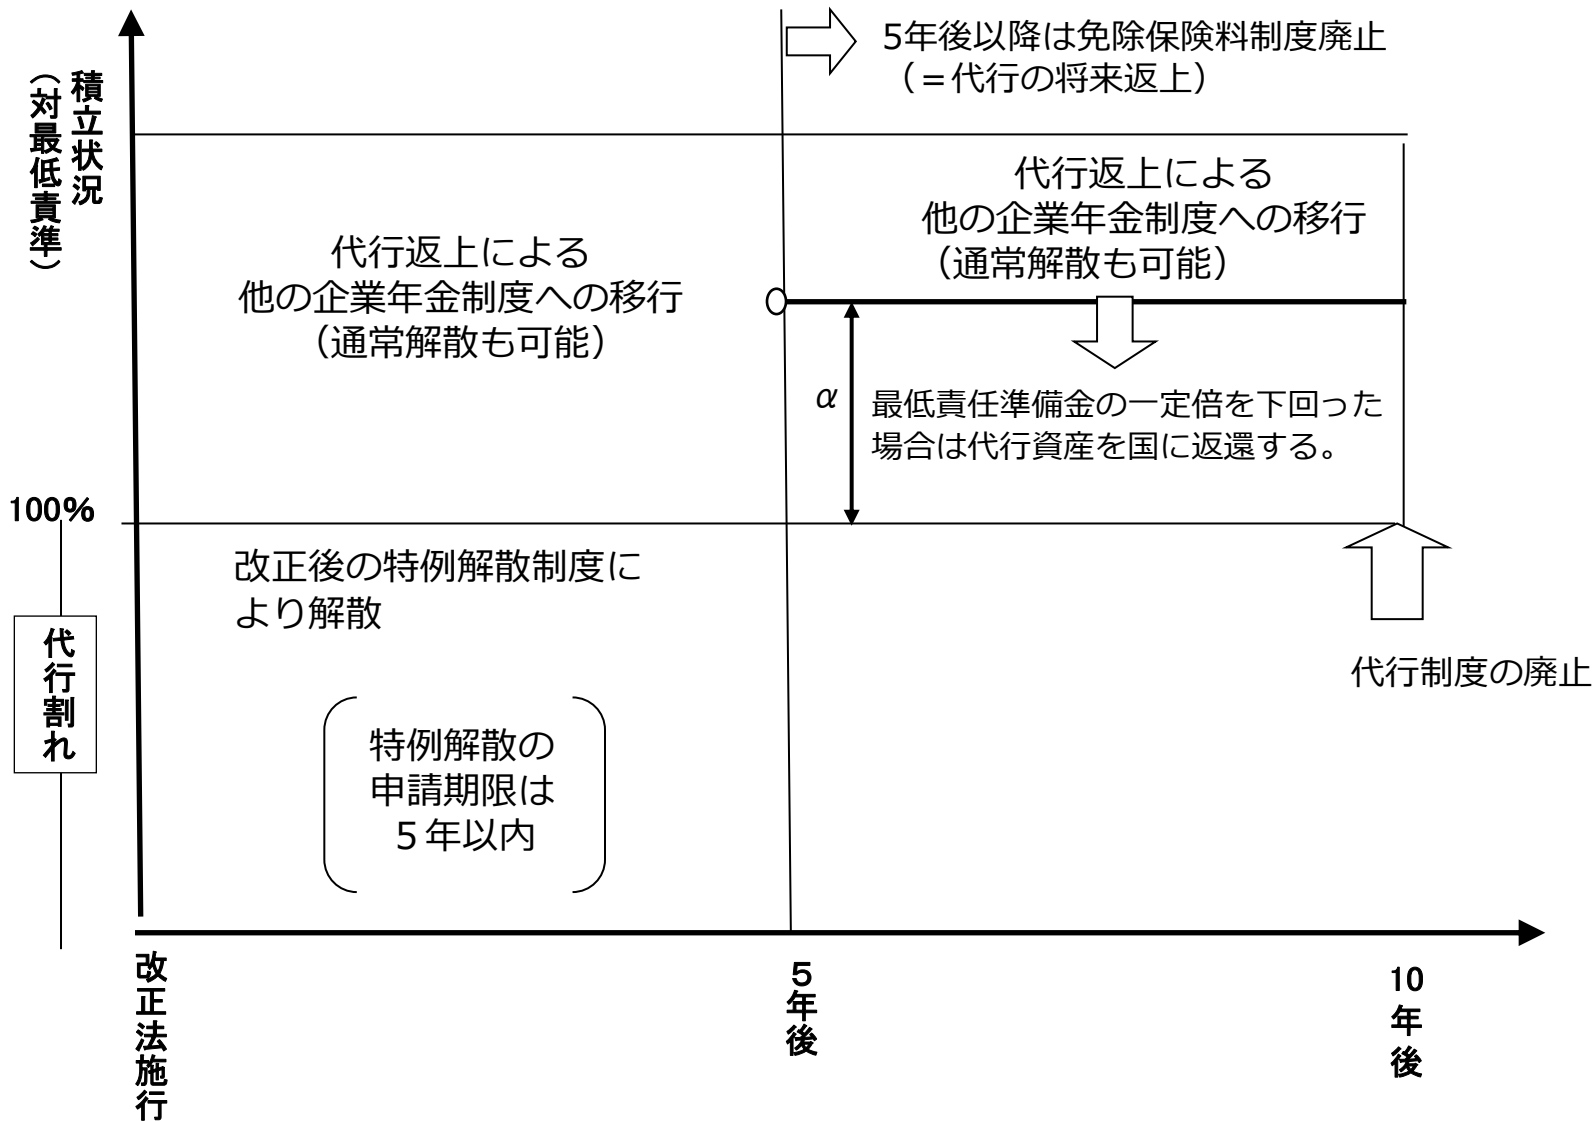 積立状況
（対最低責準）
5年後以降は免除保険料制度廃止
（＝代行の将来返上）
代行返上による
他の企業年金制度への移行
（通常解散も可能）
代行返上による
他の企業年金制度への移行
（通常解散も可能）
α
最低責任準備金の一定倍を下回った
場合は代行資産を国に返還する。
100%
改正後の特例解散制度に
より解散
代行割れ
特例解散の
申請期限は
５年以内
代行制度の廃止
改正法施行
５年後
10年後